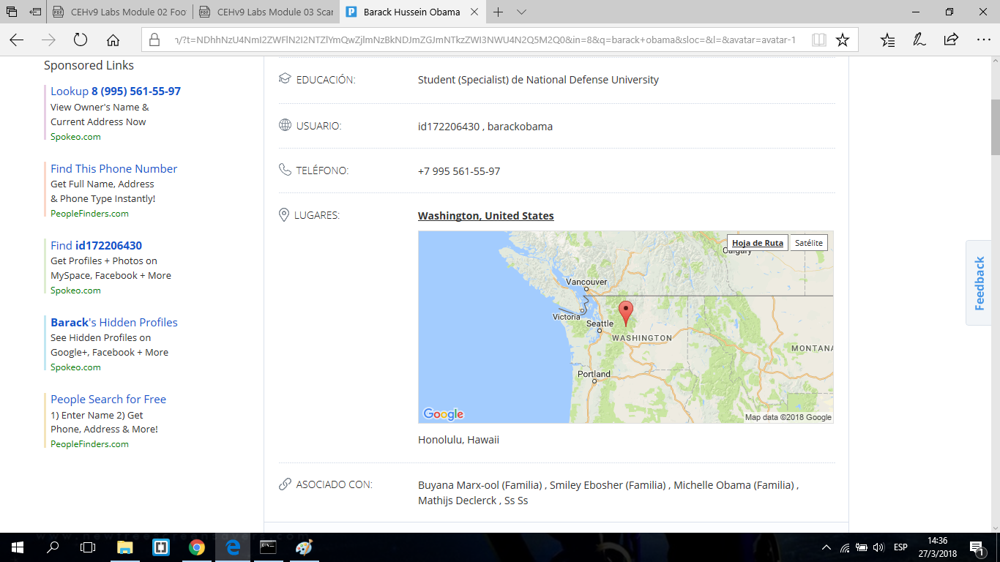 CEHv9 Labs Module 02 Foo
CEHv9 Labs Module 03 Scar
Barack Hussein Obama
n/?t=NDhhNzU4NmI2ZWFlN2I2NTZlYmQwZjlmNzBkNDJmZGJmNTkzZWI3NWU4N2Q5M2Q0&in=8&q=barack+obama&sloc=&l=&avatar=avatar-1
Sponsored Links
Lookup 8 (995) 561-55-97
View Owner's Name &
Current Address Now
Spokeo.com
Find This Phone Number
Get Full Name, Address
& Phone Type Instantly!
PeopleFinders.com
Find id172206430
Get Profiles + Photos on
MySpace, Facebook + More
Spokeo.com
Barack's Hidden Profiles
See Hidden Profiles on
Google+, Facebook + More
Spokeo.com
People Search for Free
1) Enter Name 2) Get
Phone, Address & More!
PeopleFinders.com
EDUCACIÓN: Student (Specialist) de National Defense University
USUARIO: id172206430 , barackobama
TELÉFONO: +7 995 561-55-97
LUGARES: Washington, United States
Hoja de Ruta Satélite
Calgary
Vancouver
Victoria
Seattle
WASHINGTON
MONTANA
Portland
Google
Map data ©2018 Google
Honolulu, Hawaii
ASOCIADO CON: Buyana Marx-ool (Familia) , Smiley Ebosher (Familia) , Michelle Obama (Familia) ,
Mathijs Declerck , Ss Ss
Feedback
ESP
14:36
27/3/2018
1